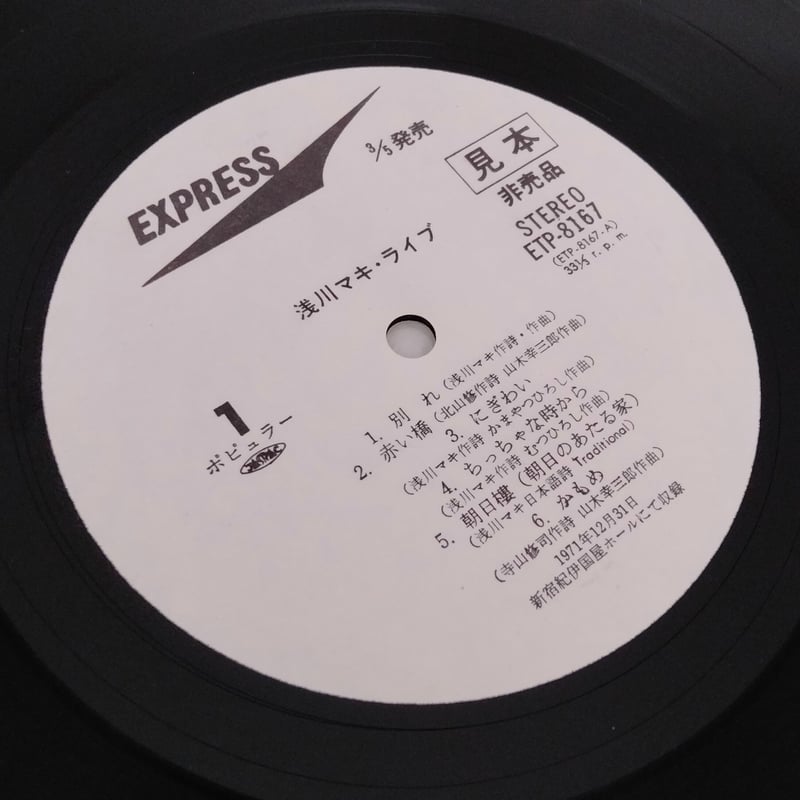 EXPRESS
3/5発売
見本
非売品
STEREO
ETP-8167
(ETP-8167-A)
33⅓ r.p.m.
浅川マキ・ライブ
1
ポピュラー
JASRAC
1. 別れ (浅川マキ作詩・作曲)
2. 赤い橋 (北山修作詩 山木幸三郎作曲)
3. にぎわい
(浅川マキ作詩 かまやつひろし作曲)
4. ちっちゃな時から
(浅川マキ作詩 むつひろし作曲)
5. 朝日樓 (朝日のあたる家)
(浅川マキ日本語詩 Traditional)
6. かもめ
(寺山修司作詩 山木幸三郎作曲)
1971年12月31日
新宿紀伊国屋ホールにて収録